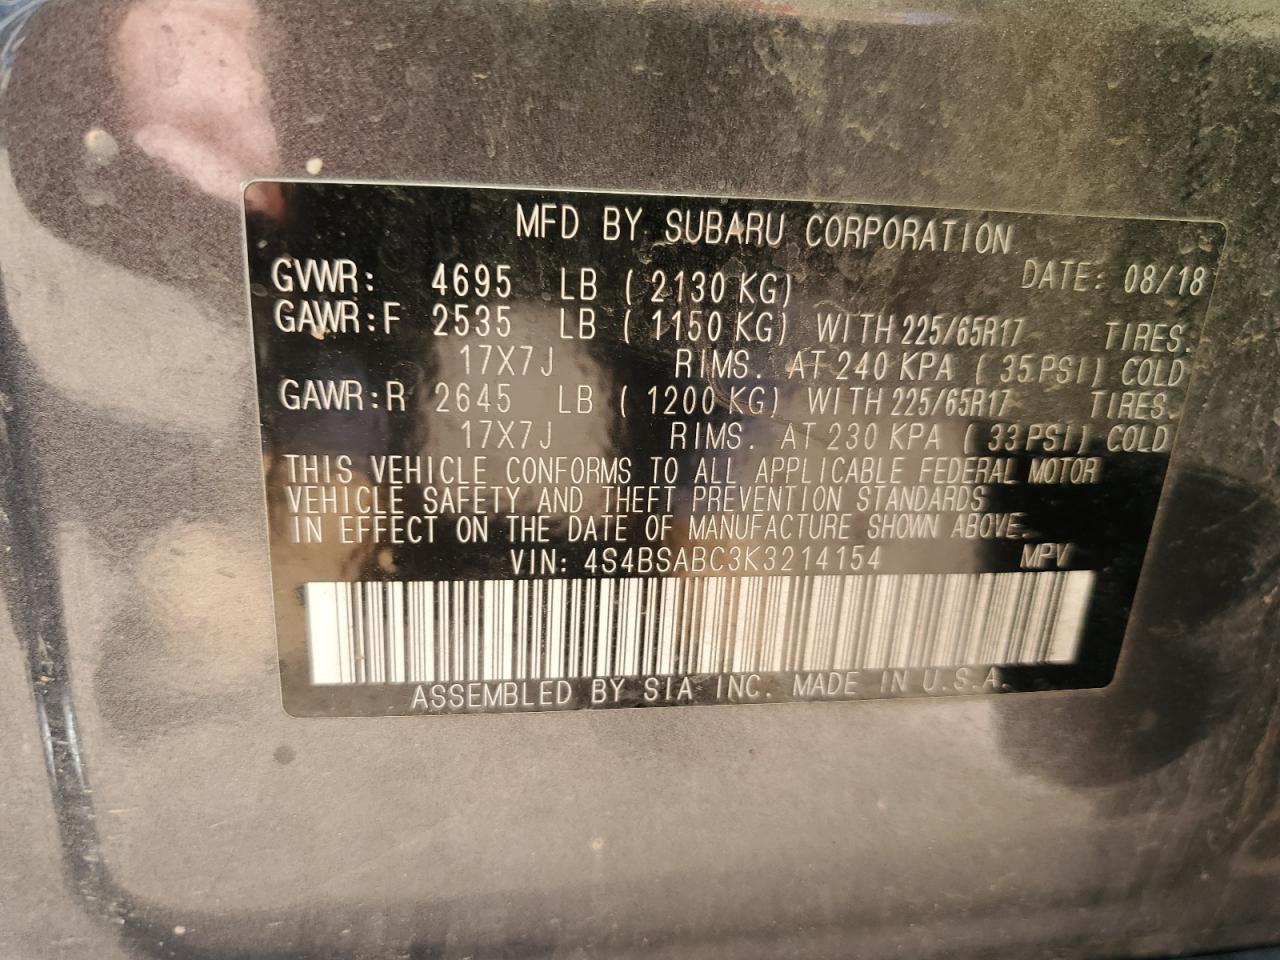 MFD BY SUBARU CORPORATION
GVWR: 4695 LB ( 2130 KG) DATE: 08/18
GAWR:F 2535 LB ( 1150 KG) WITH 225/65R17 TIRES.
17X7J RIMS. AT 240 KPA ( 35 PSI) COLD
GAWR:R 2645 LB ( 1200 KG) WITH 225/65R17 TIRES.
17X7J RIMS. AT 230 KPA ( 33 PSI) COLD
THIS VEHICLE CONFORMS TO ALL APPLICABLE FEDERAL MOTOR
VEHICLE SAFETY AND THEFT PREVENTION STANDARDS
IN EFFECT ON THE DATE OF MANUFACTURE SHOWN ABOVE.
VIN: 4S4BSABC3K3214154 MPV
ASSEMBLED BY SIA INC. MADE IN U.S.A.